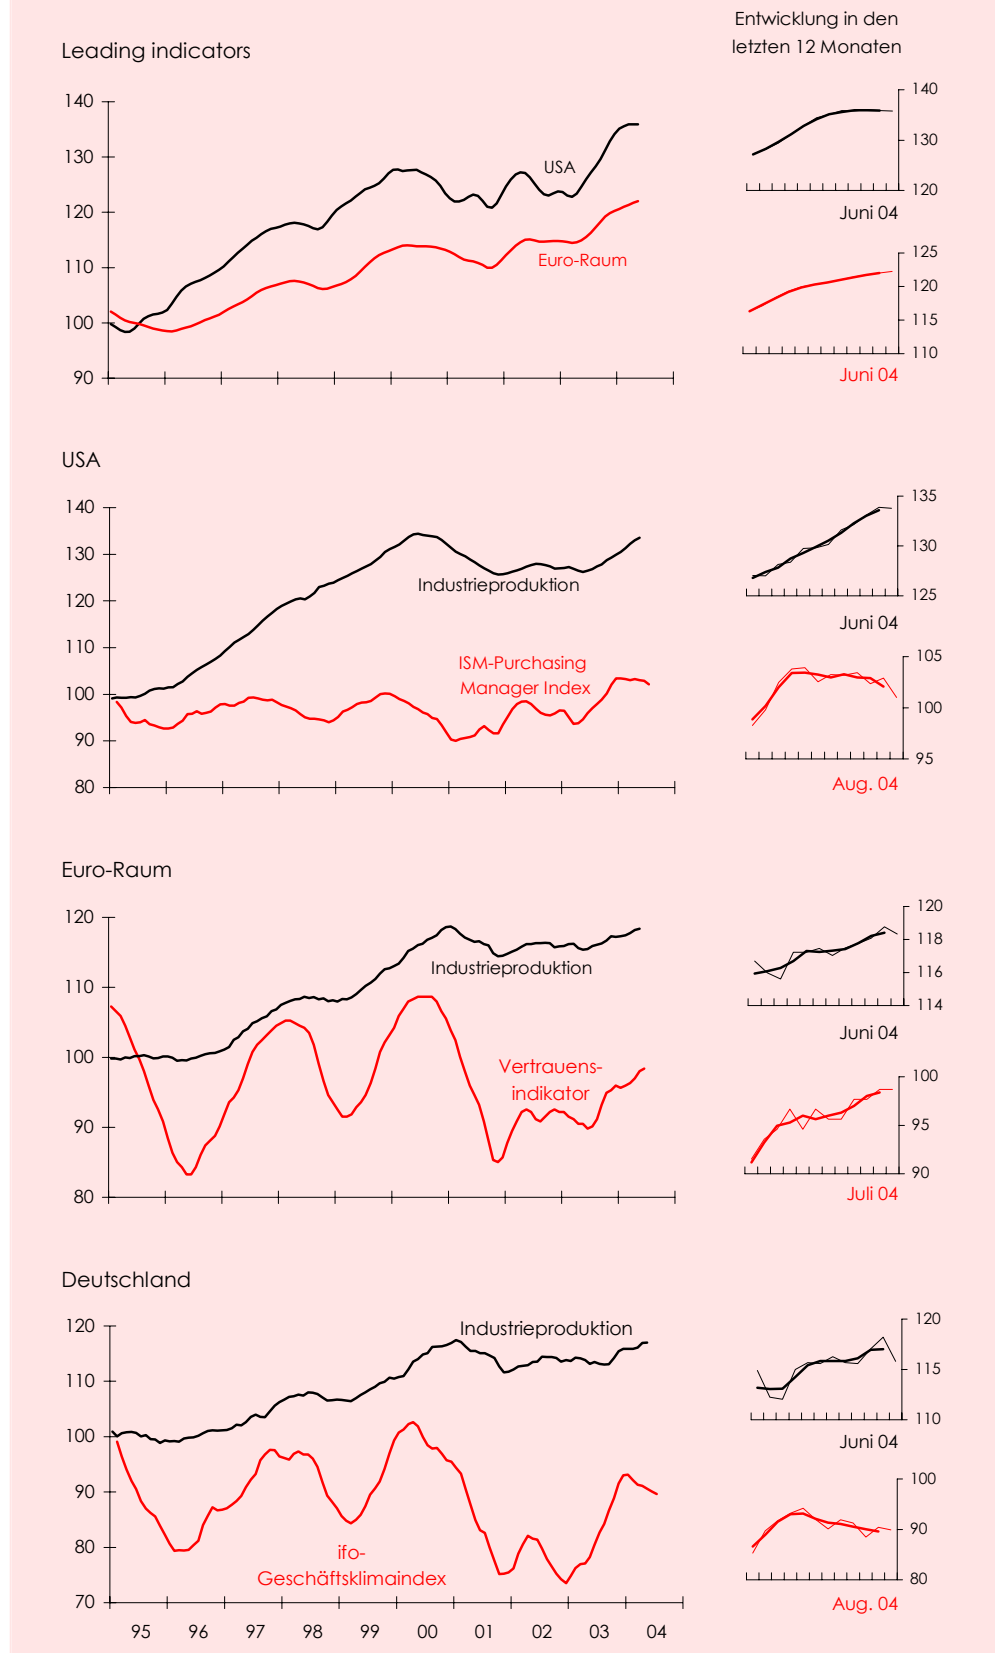 Entwicklung in den
letzten 12 Monaten
Leading indicators
140
130
120
110
100
90
USA
Euro-Raum
140
130
120
Juni 04
125
120
115
110
Juni 04
USA
140
130
120
110
100
90
80
Industrieproduktion
ISM-Purchasing
Manager Index
135
130
125
Juni 04
105
100
95
Aug. 04
Euro-Raum
120
110
100
90
80
Industrieproduktion
Vertrauens-
indikator
120
118
116
114
Juni 04
100
95
90
Juli 04
Deutschland
120
110
100
90
80
70
Industrieproduktion
ifo-
Geschäftsklimaindex
95 96 97 98 99 00 01 02 03 04
120
115
110
Juni 04
100
90
80
Aug. 04